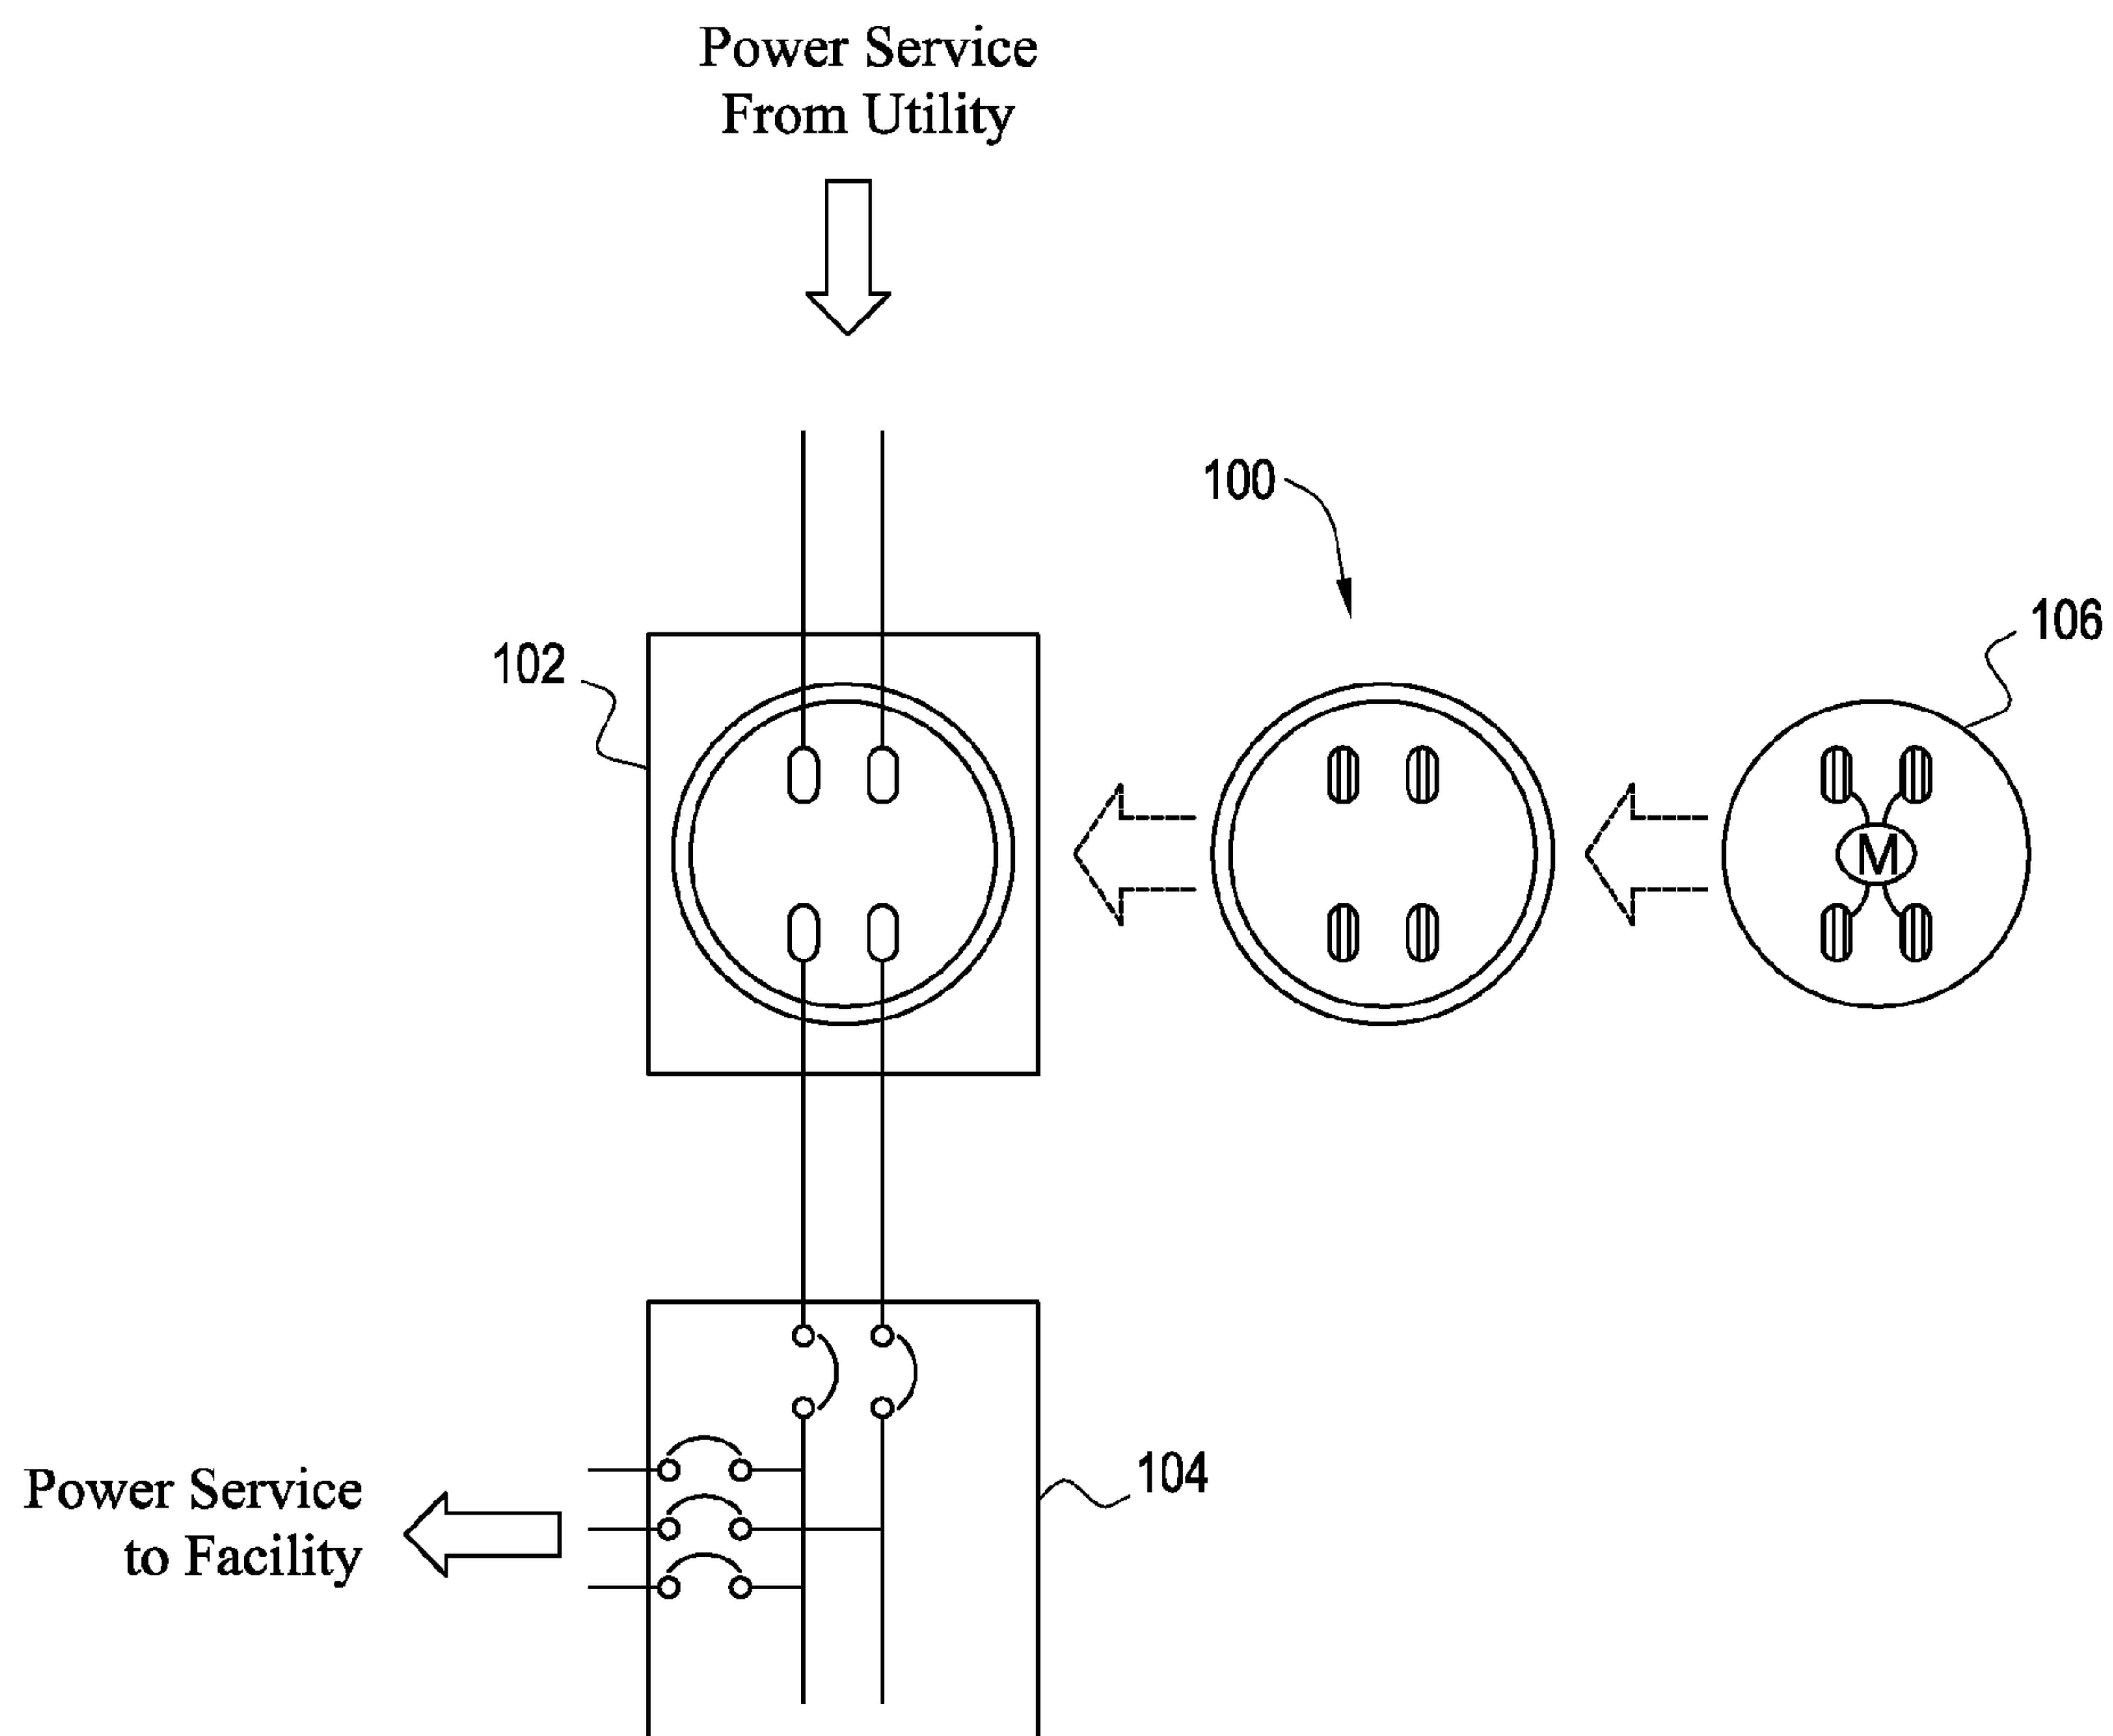 Power Service
From Utility
100
106
102
M
104
Power Service
to Facility